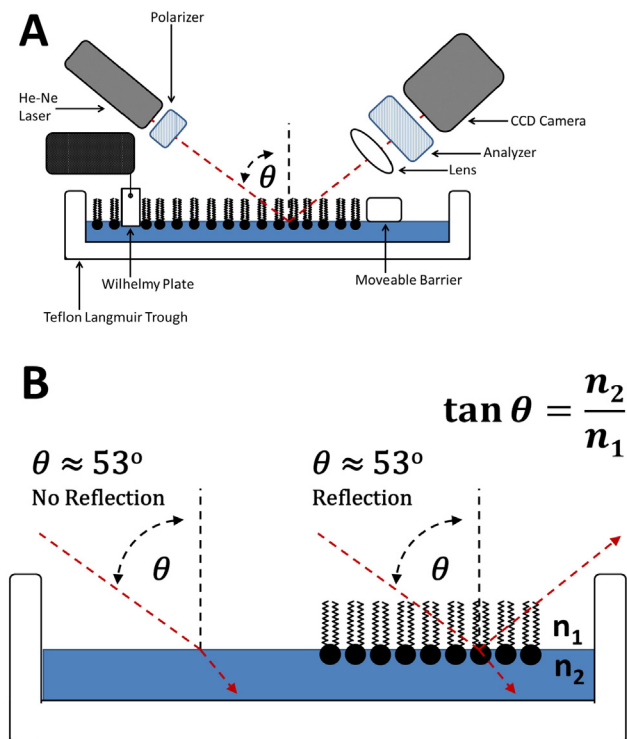 A
Polarizer
He-Ne
Laser
θ
CCD Camera
Analyzer
Lens
Wilhelmy Plate
Moveable Barrier
Teflon Langmuir Trough
B
tan θ = n₂/n₁
θ ≈ 53°
No Reflection
θ ≈ 53°
Reflection
θ
θ
n₁
n₂